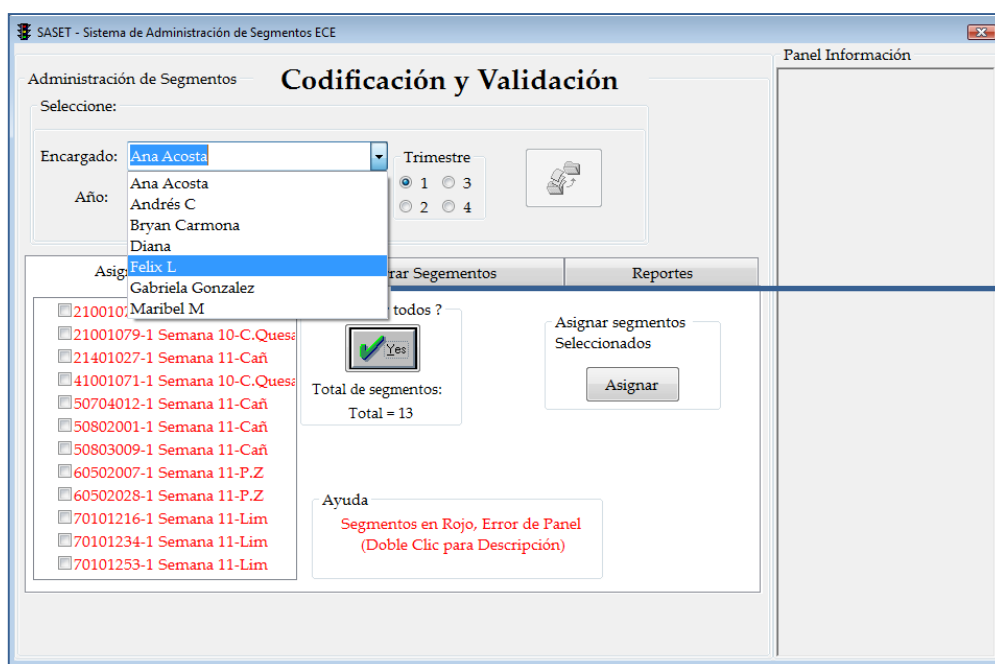 SASET - Sistema de Administración de Segmentos ECE
Panel Información
Administración de Segmentos
Codificación y Validación
Seleccione:
Encargado: Ana Acosta
Trimestre
Ana Acosta
1 3
Año:
Andrés C
2 4
Bryan Carmona
Diana
Felix L
Gabriela Gonzalez
Maribel M
Segementos
Reportes
todos ?
21001079-1 Semana 10-C.Quesa
21401027-1 Semana 11-Cañ
41001071-1 Semana 10-C.Quesa
50704012-1 Semana 11-Cañ
50802001-1 Semana 11-Cañ
50803009-1 Semana 11-Cañ
60502007-1 Semana 11-P.Z
60502028-1 Semana 11-P.Z
70101216-1 Semana 11-Lim
70101234-1 Semana 11-Lim
70101253-1 Semana 11-Lim
Yes
Total de segmentos:
Total = 13
Asignar segmentos
Seleccionados
Asignar
Ayuda
Segmentos en Rojo, Error de Panel
(Doble Clic para Descripción)